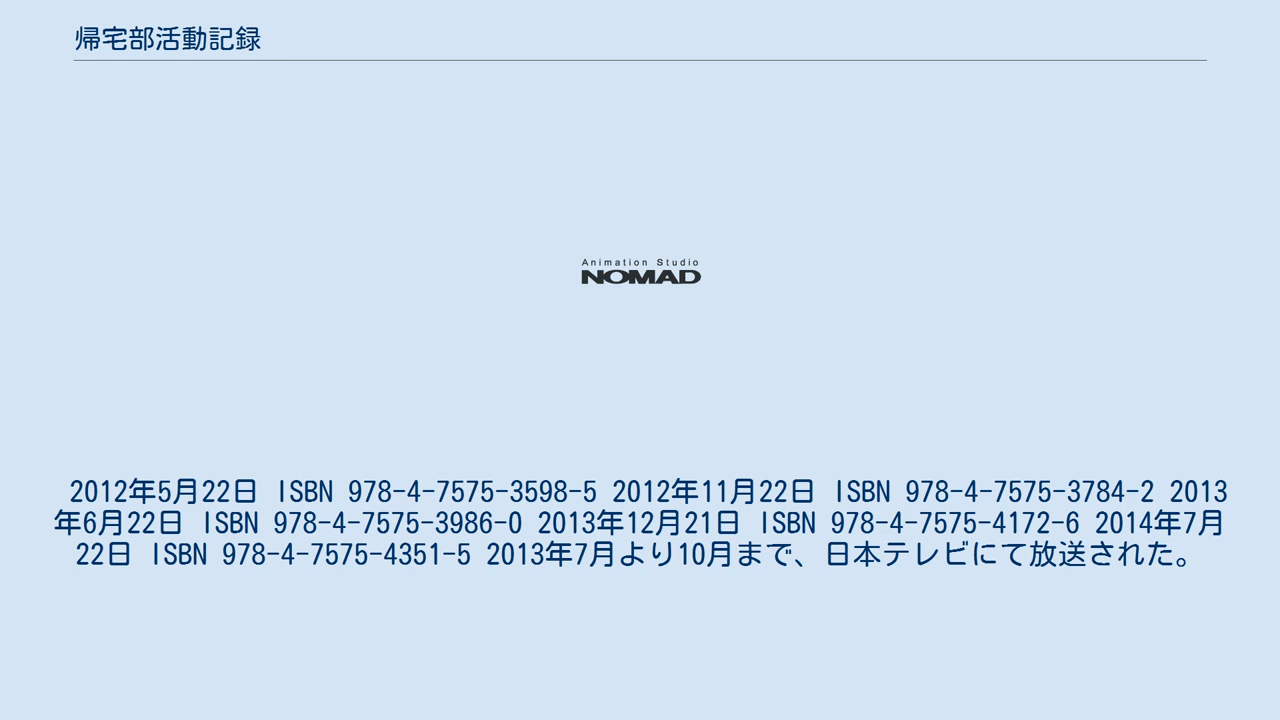 帰宅部活動記録
Animation Studio
NOMAD
2012年5月22日 ISBN 978-4-7575-3598-5 2012年11月22日 ISBN 978-4-7575-3784-2 2013
年6月22日 ISBN 978-4-7575-3986-0 2013年12月21日 ISBN 978-4-7575-4172-6 2014年7月
22日 ISBN 978-4-7575-4351-5 2013年7月より10月まで、日本テレビにて放送された。